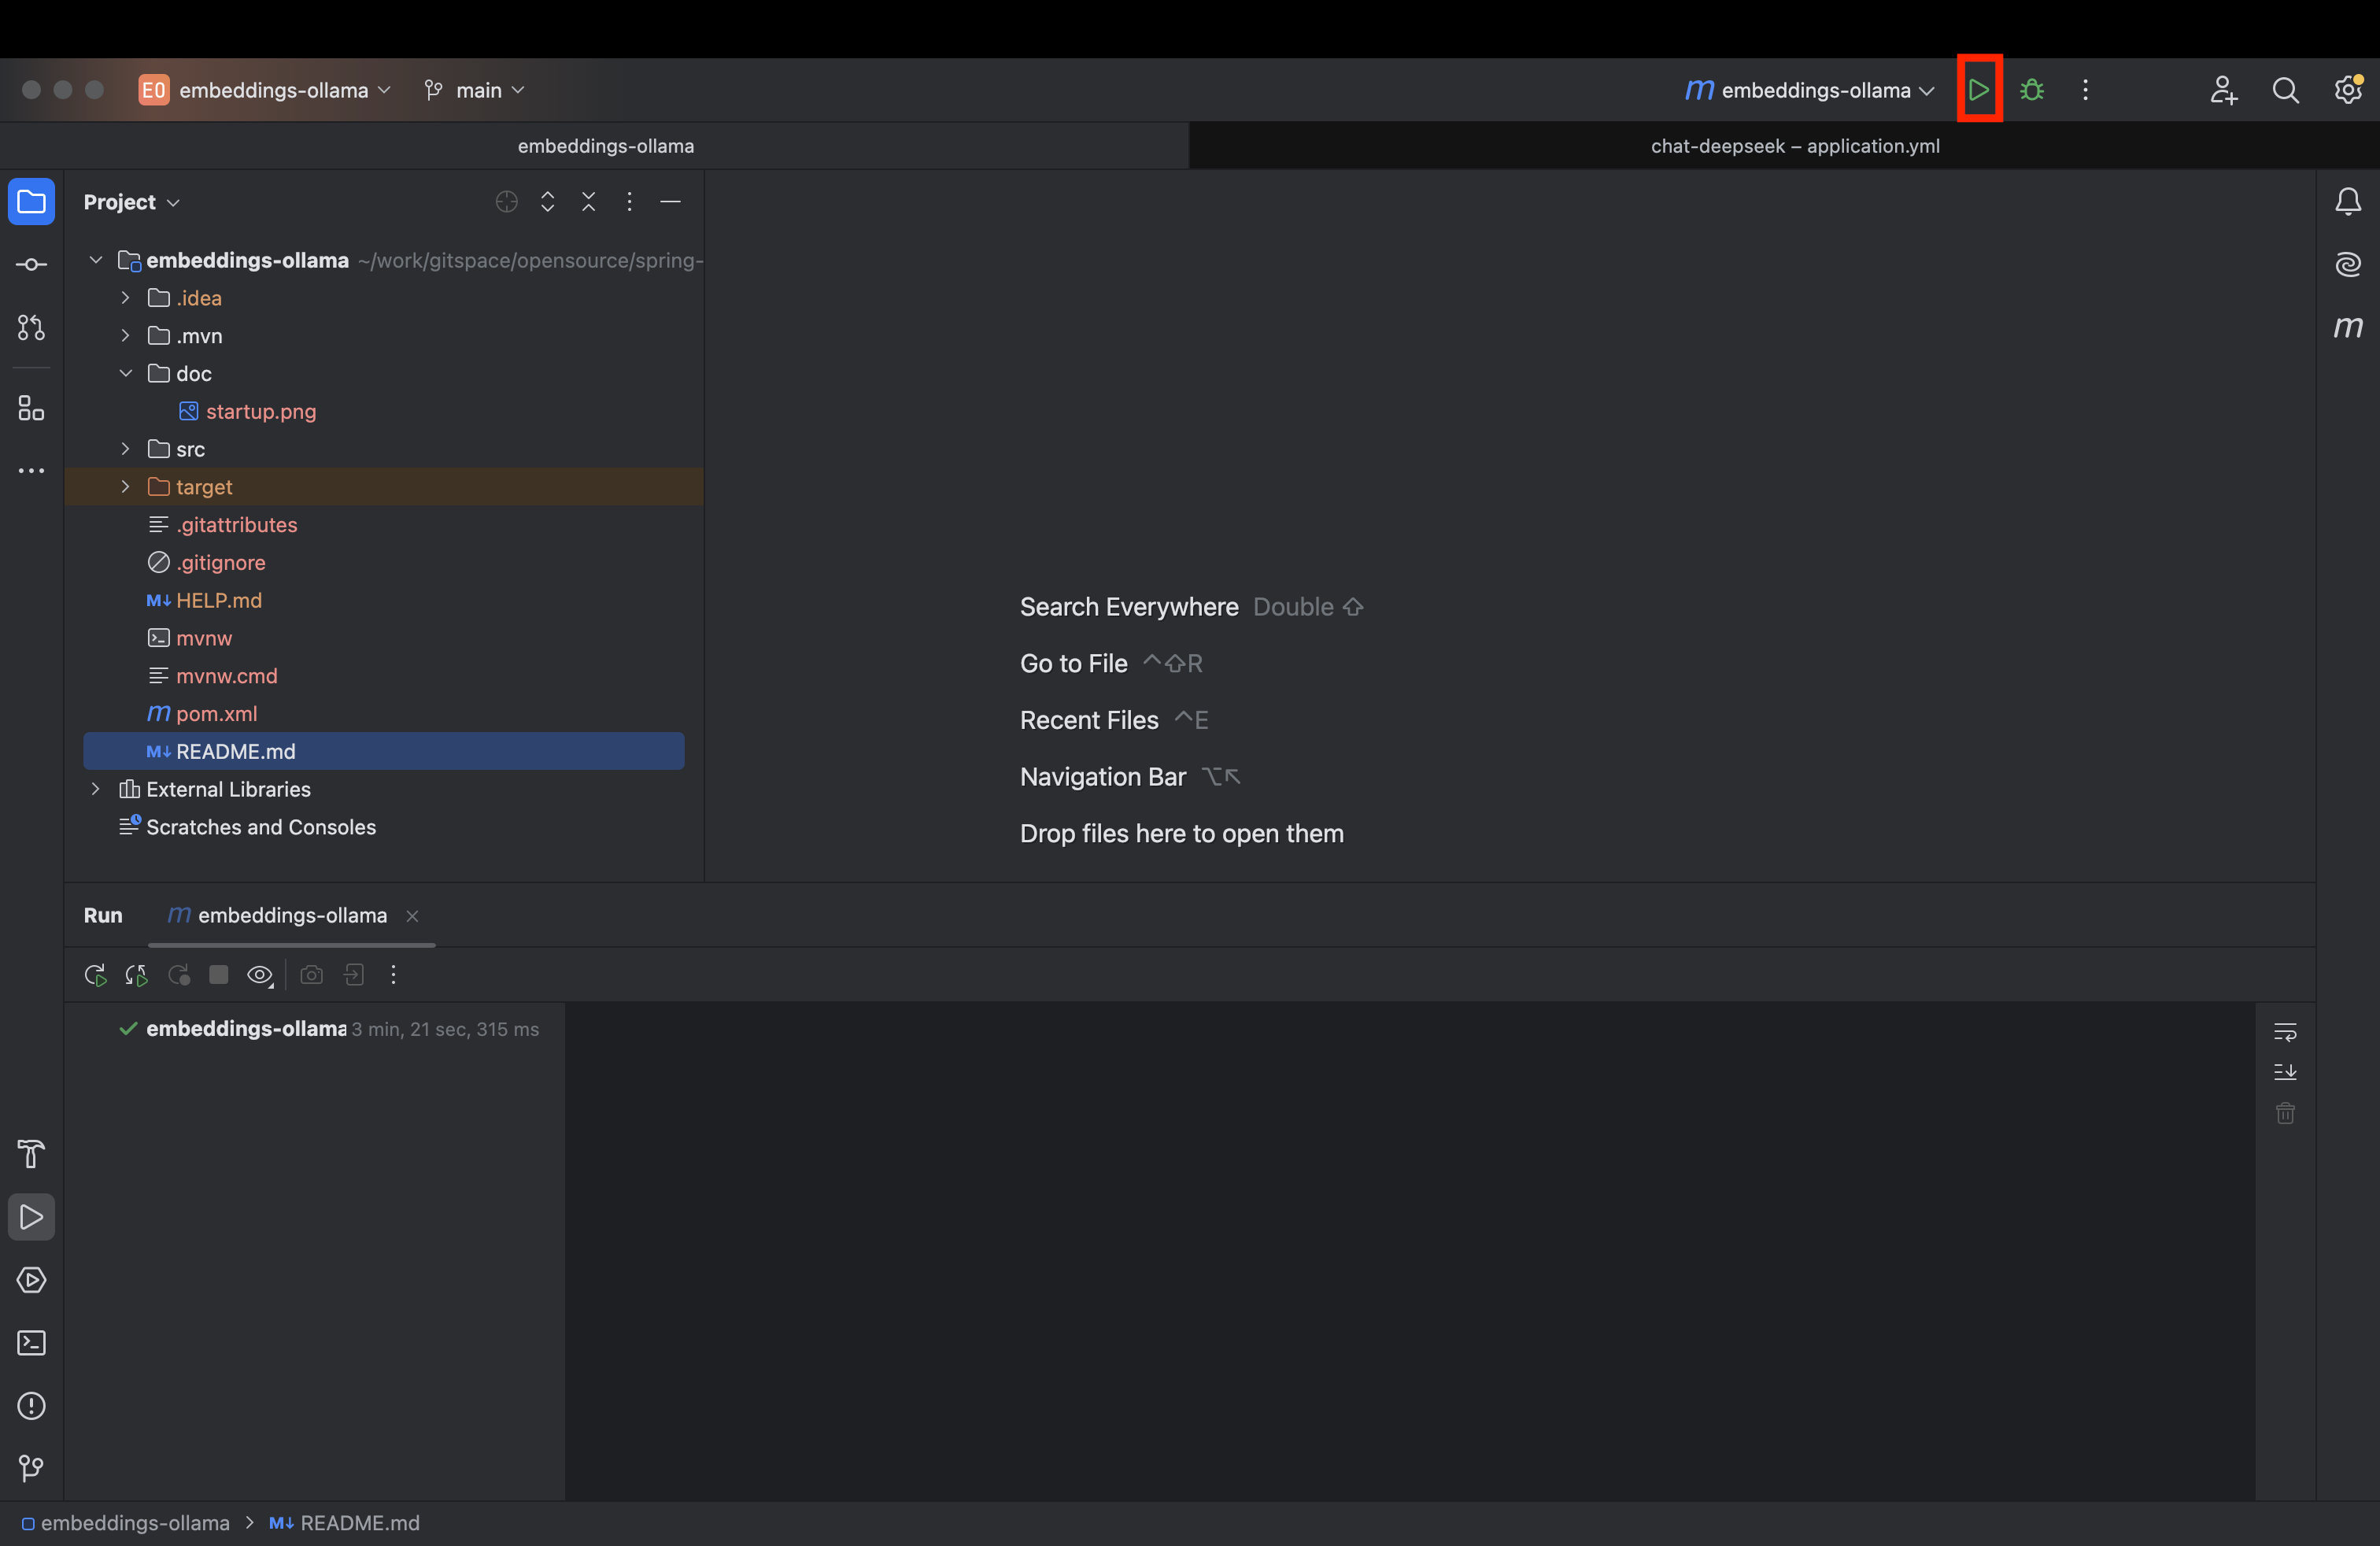 EO embeddings-ollama main m embeddings-ollama
embeddings-ollama chat-deepseek – application.yml
Project
embeddings-ollama ~/work/gitspace/opensource/spring-
.idea
.mvn
doc
startup.png
src
target
.gitattributes
.gitignore
M↓ HELP.md
mvnw
mvnw.cmd
m pom.xml
M↓ README.md
External Libraries
Scratches and Consoles
Search Everywhere Double ⇧
Go to File ⌃⇧R
Recent Files ⌃E
Navigation Bar ⌥↖
Drop files here to open them
m
Run m embeddings-ollama
embeddings-ollama 3 min, 21 sec, 315 ms
embeddings-ollama > M↓ README.md